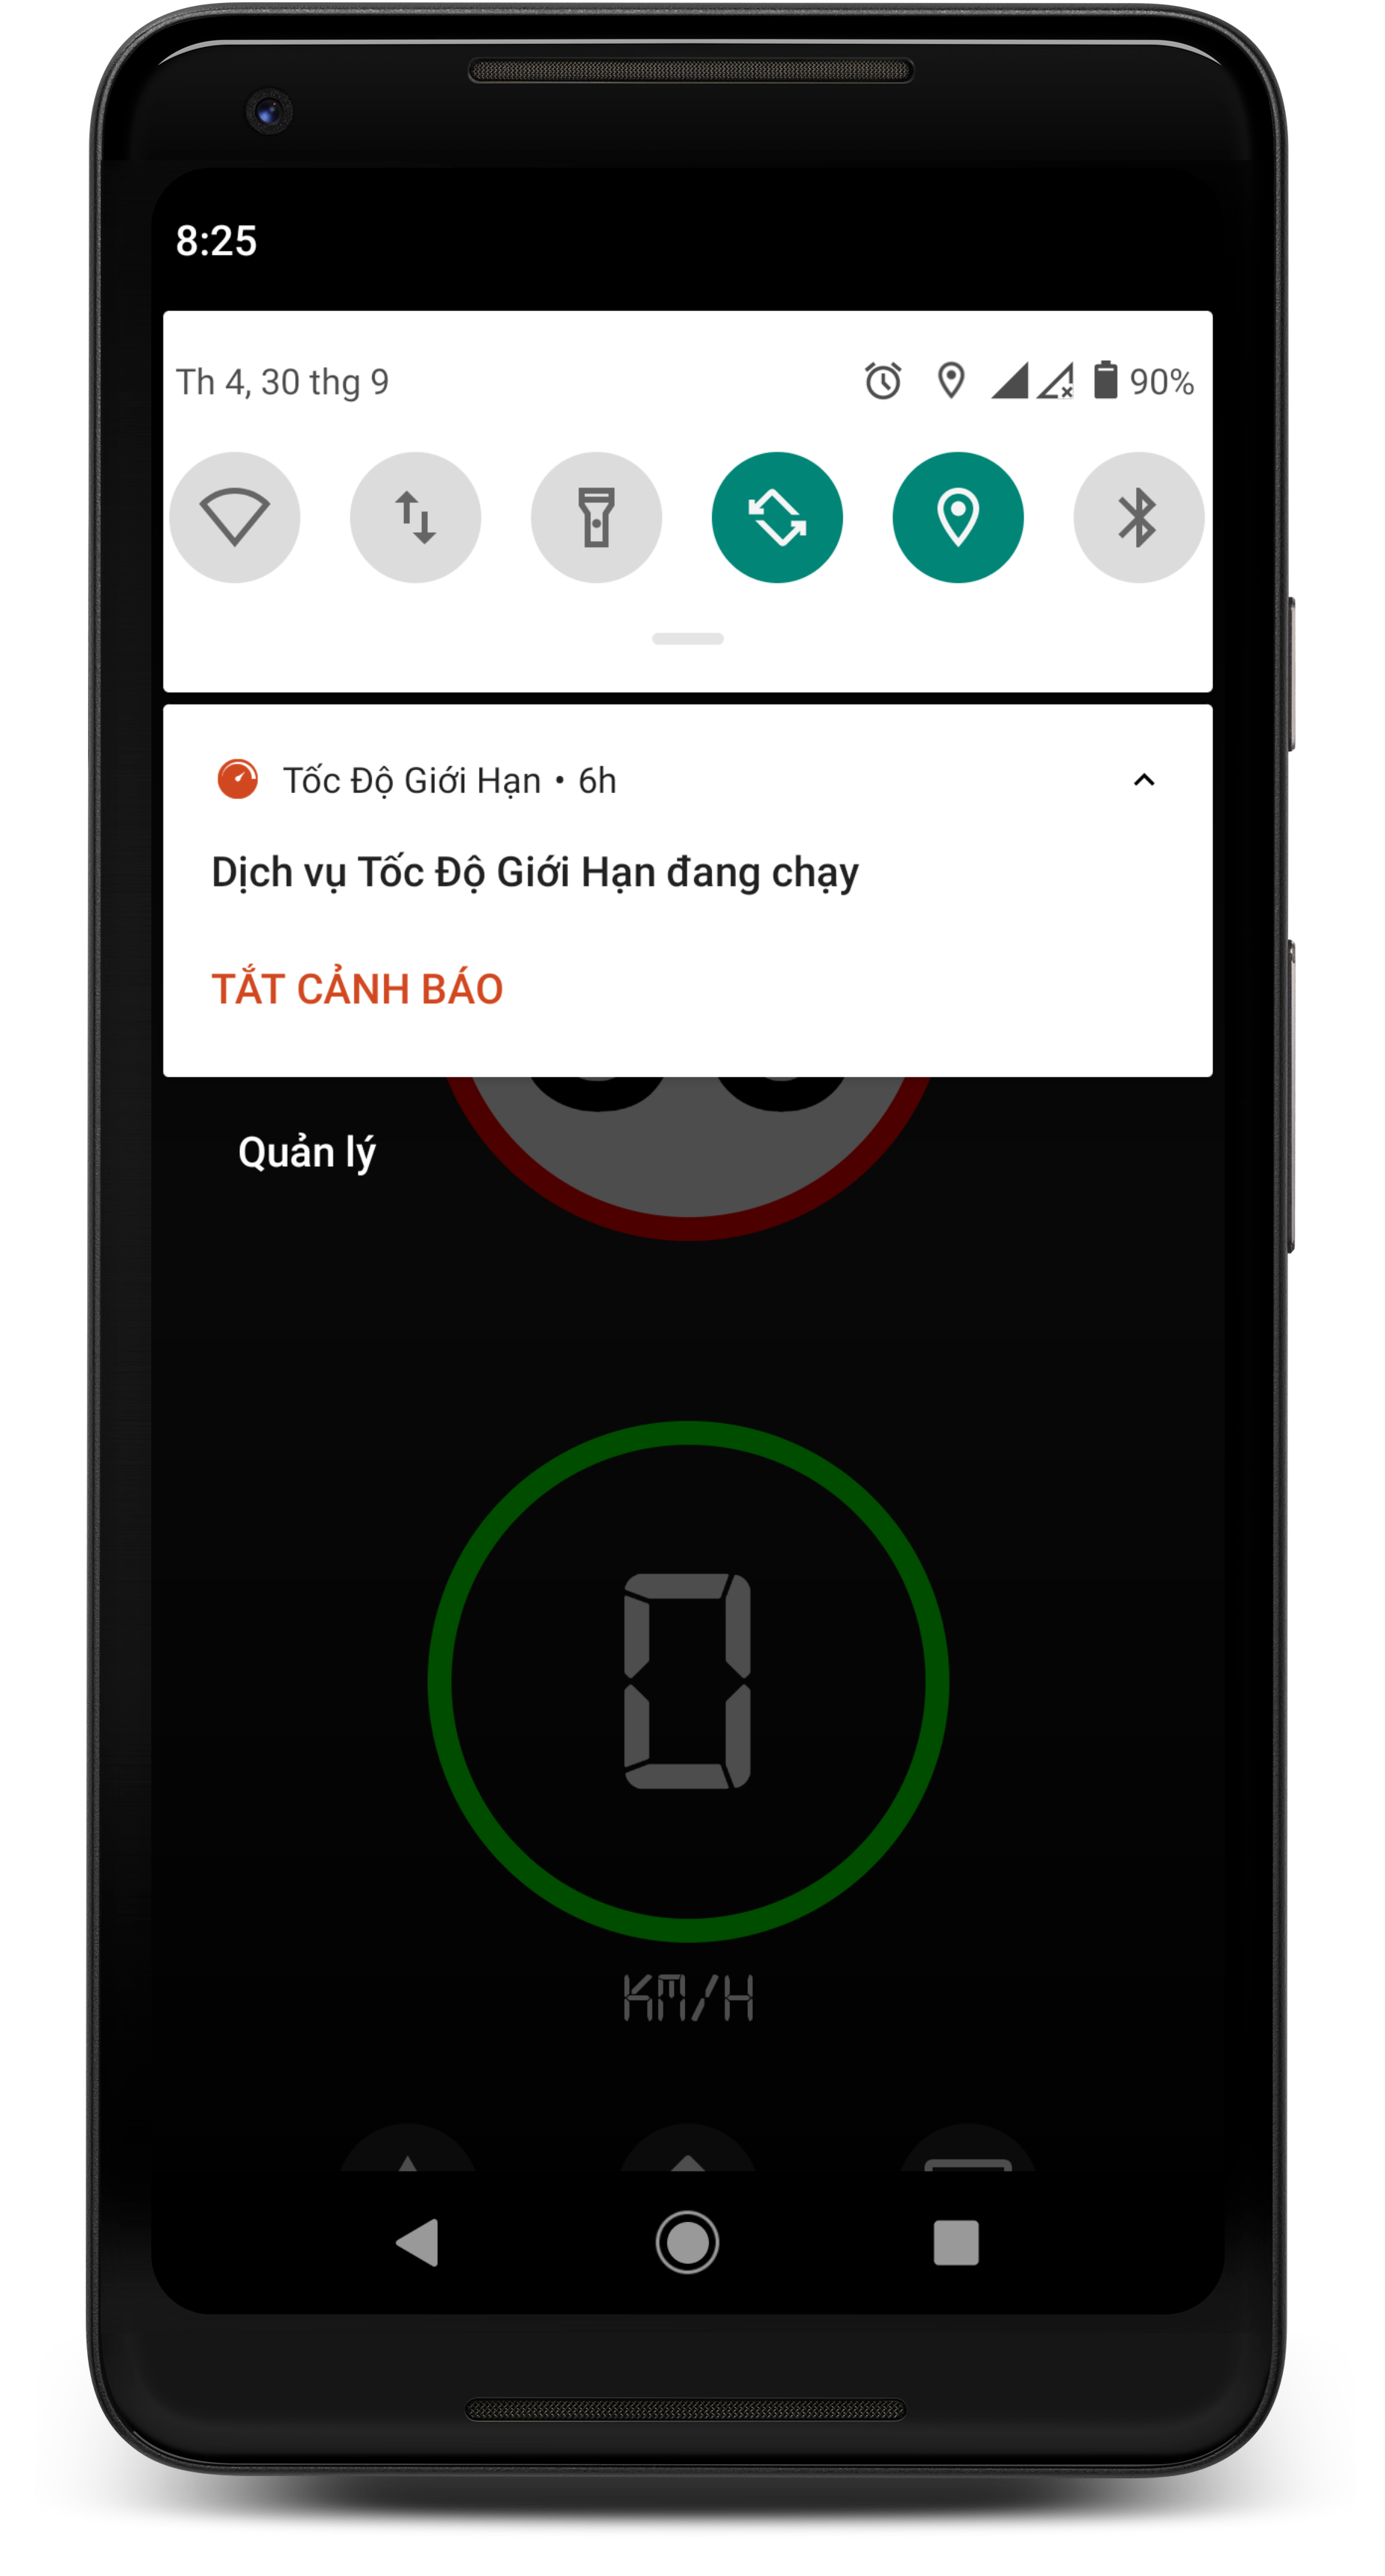 8:25
Th 4, 30 thg 9
90%
Tốc Độ Giới Hạn • 6h
Dịch vụ Tốc Độ Giới Hạn đang chạy
TẮT CẢNH BÁO
Quản lý
0
KM/H